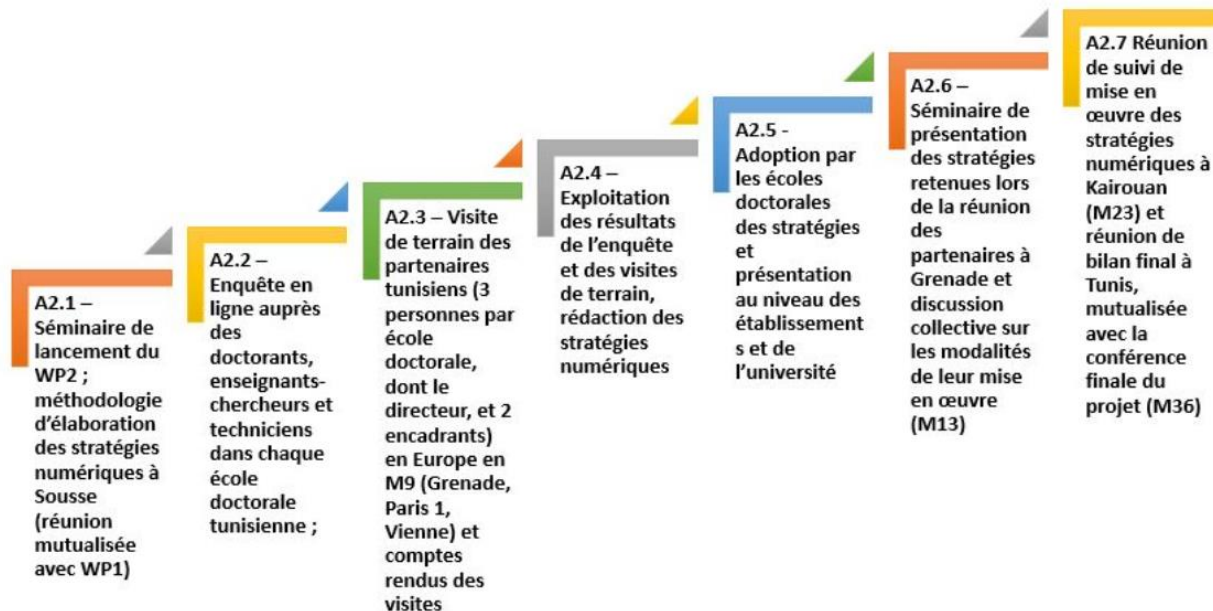 A2.1 –
Séminaire de
lancement du
WP2 ;
méthodologie
d’élaboration
des stratégies
numériques à
Sousse
(réunion
mutualisée
avec WP1)
A2.2 –
Enquête en
ligne auprès
des
doctorants,
enseignants-
chercheurs et
techniciens
dans chaque
école
doctorale
tunisienne ;
A2.3 – Visite
de terrain des
partenaires
tunisiens (3
personnes par
école
doctorale,
dont le
directeur, et 2
encadrants)
en Europe en
M9 (Grenade,
Paris 1,
Vienne) et
comptes
rendus des
visites
A2.4 –
Exploitation
des résultats
de l’enquête
et des visites
de terrain,
rédaction des
stratégies
numériques
A2.5 -
Adoption par
les écoles
doctorales
des stratégies
et
présentation
au niveau des
établissement
s et de
l’université
A2.6 –
Séminaire de
présentation
des stratégies
retenues lors
de la réunion
des
partenaires à
Grenade et
discussion
collective sur
les modalités
de leur mise
en œuvre
(M13)
A2.7 Réunion
de suivi de
mise en
œuvre des
stratégies
numériques à
Kairouan
(M23) et
réunion de
bilan final à
Tunis,
mutualisée
avec la
conférence
finale du
projet (M36)